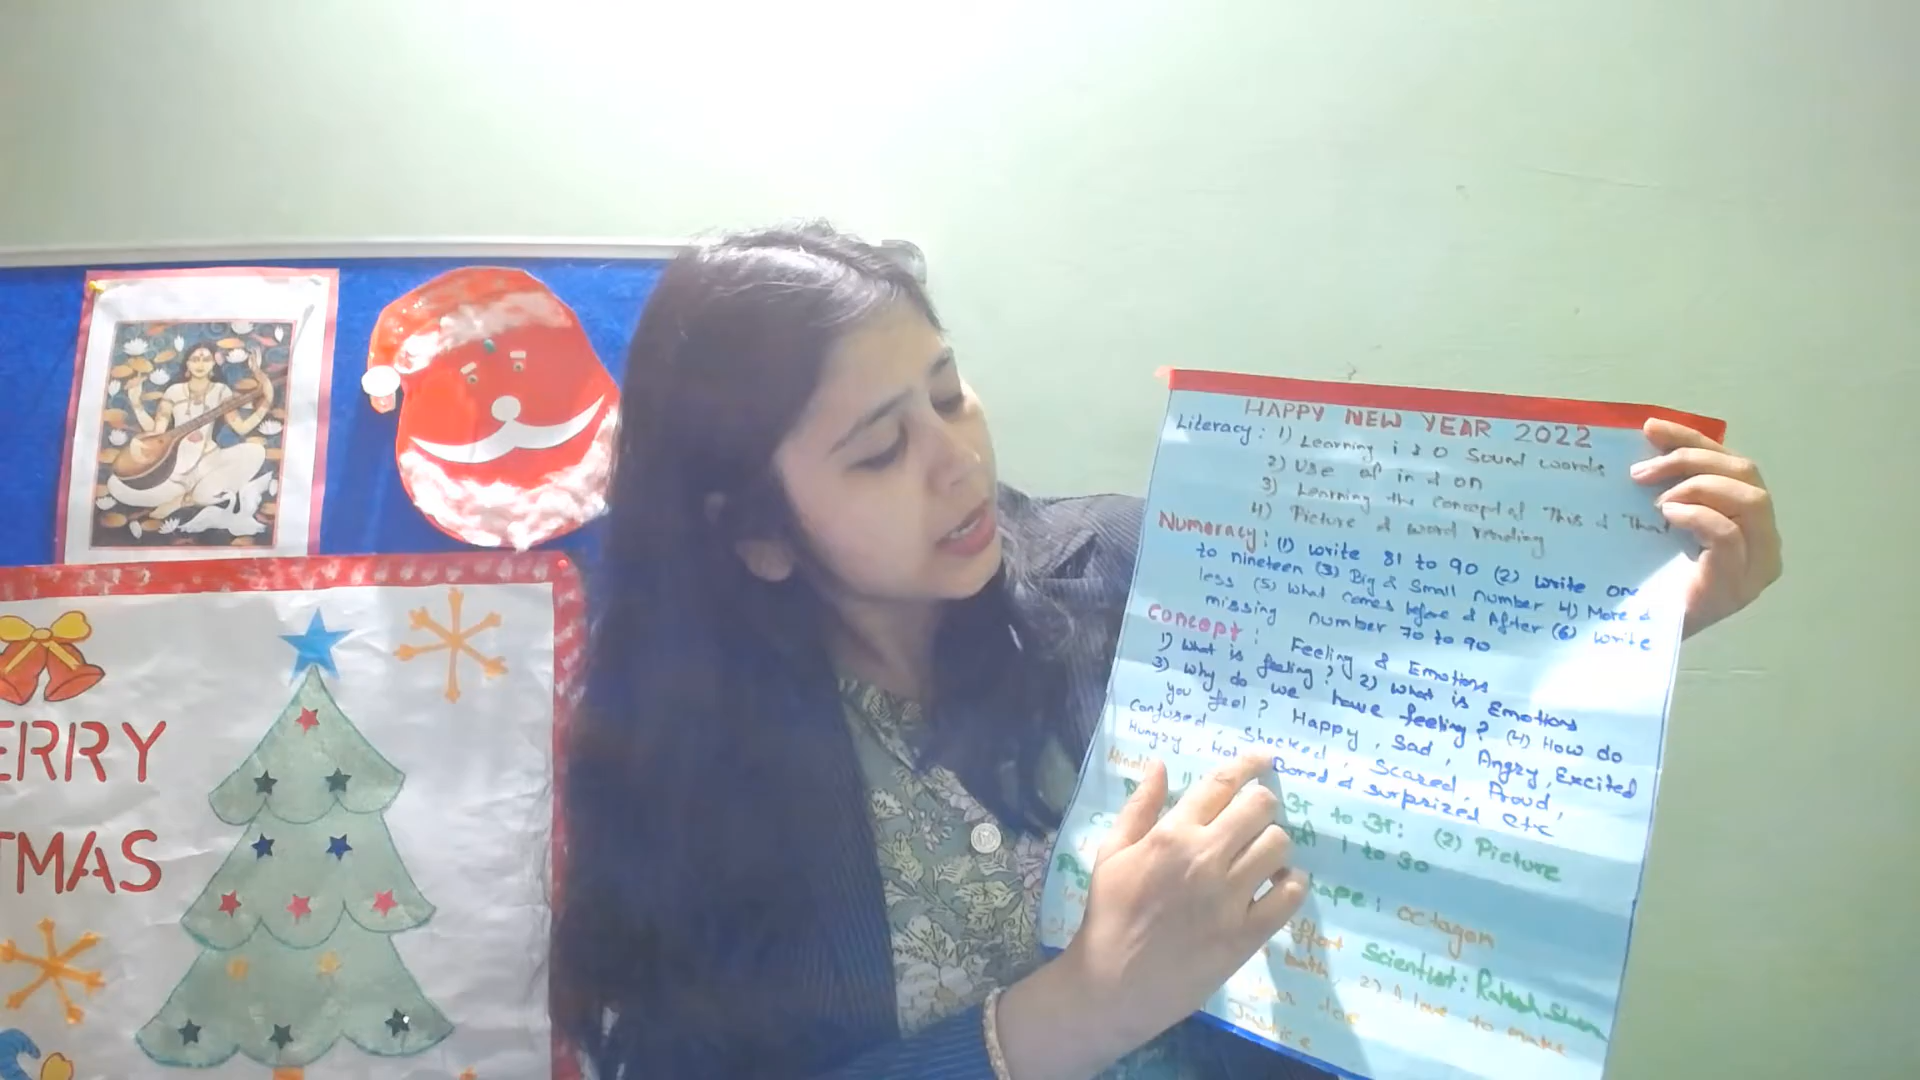 ERRY
TMAS
HAPPY NEW YEAR 2022
Literacy: 1) Learning i & o Sound words
2) Use of in & on
3) Learning the concept of This & That
4) Picture & word reading
Numeracy: (1) write 81 to 90 (2) write one
to nineteen (3) Big & Small number 4) More &
less (5) What comes before & After (6) write
missing number 70 to 90
Concept: Feeling & Emotions
1) What is feeling? 2) What is Emotions
3) Why do we have feeling? (4) How do
you feel? Happy, Sad, Angry, Excited
Confused, Shocked, Scared, Proud,
Hungry, Hot, Bored & surprized etc
Hindi 1) अ to अः (2) Picture
1 to 30
hape: octagon
effort Scientist:
2) I love to make
Justice